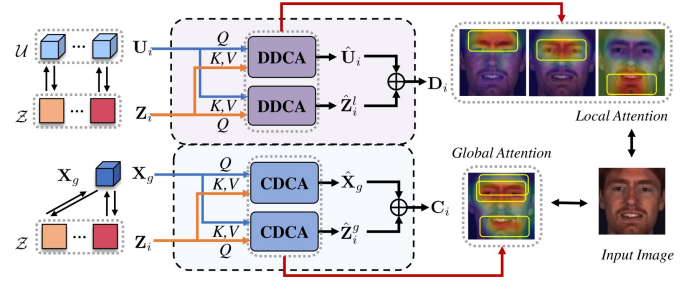 𝒰 ... U_i Q DDCA Û_i
K,V
K,V DDCA Ẑ_i^l ⊕ D_i
𝒵 ... Z_i Q
Local Attention
X_g X_g Q CDCA X̂_g Global Attention
K,V
K,V CDCA Ẑ_i^g ⊕ C_i
𝒵 ... Z_i Q
Input Image